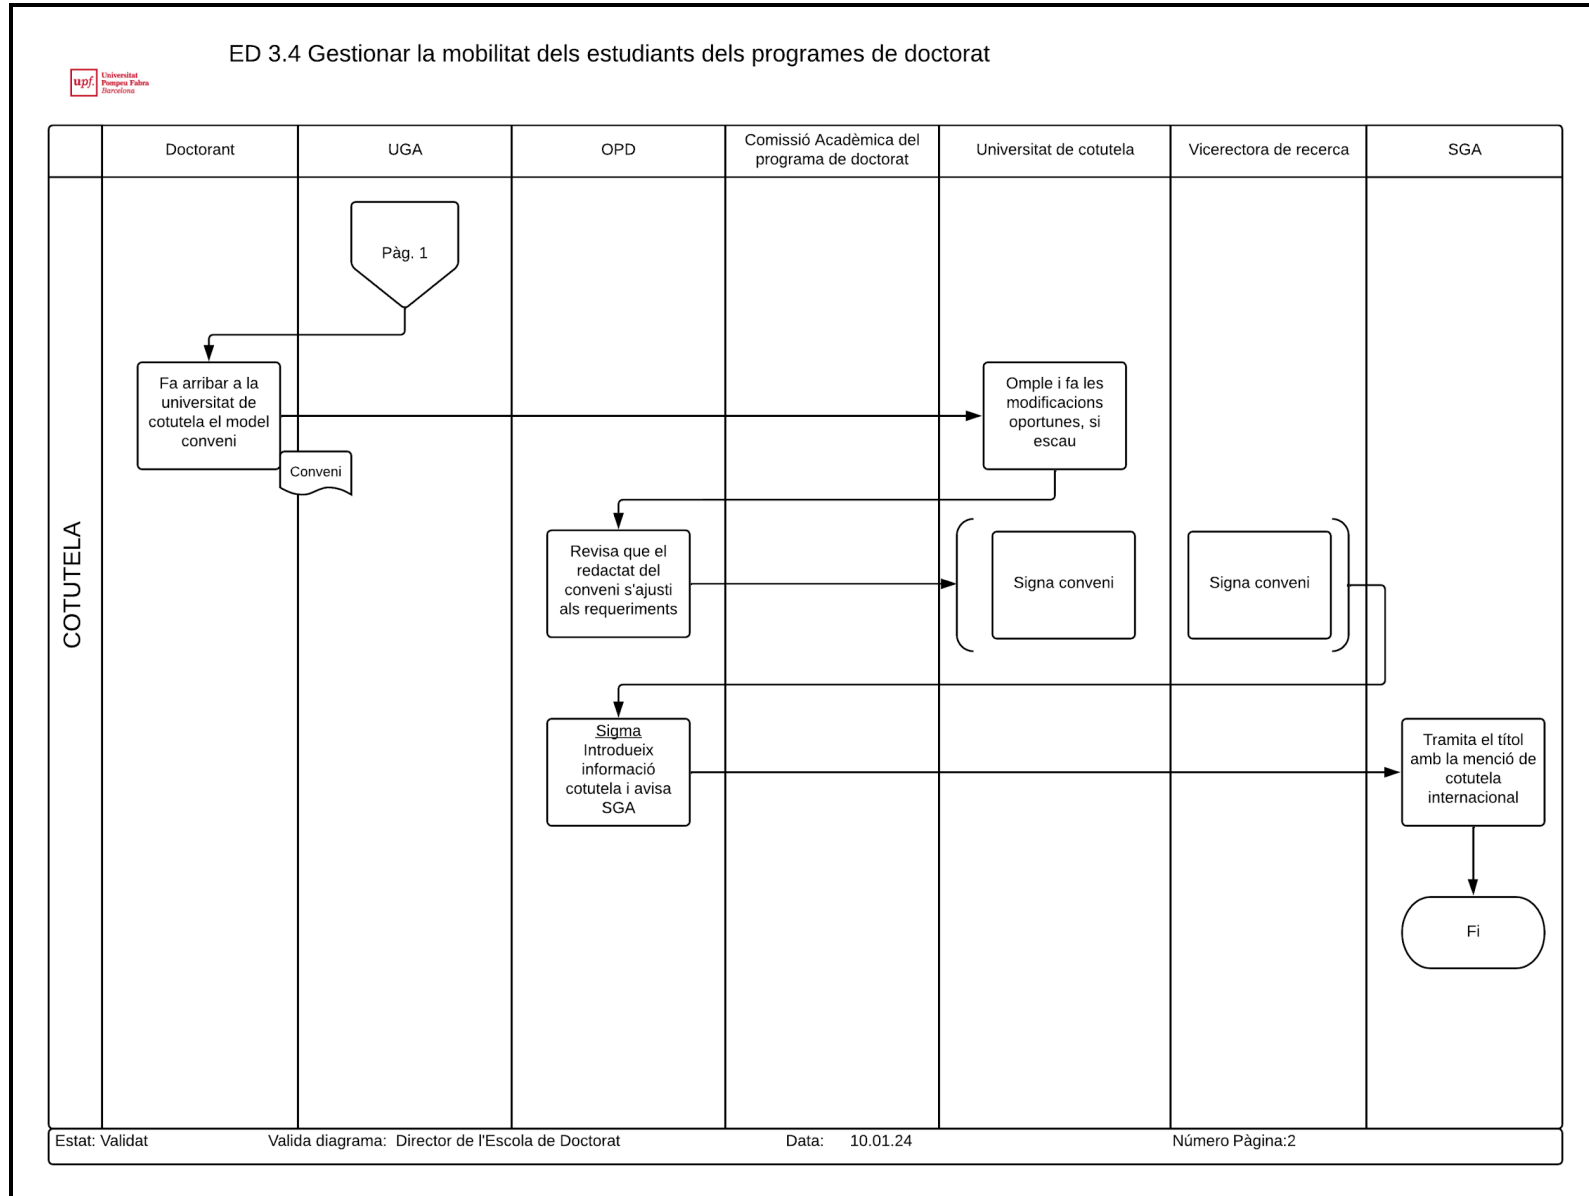 ED 3.4 Gestionar la mobilitat dels estudiants dels programes de doctorat
upf.
Universitat
Pompeu Fabra
Barcelona
Doctorant
UGA
OPD
Comissió Acadèmica del
programa de doctorat
Universitat de cotutela
Vicerectora de recerca
SGA
COTUTELA
Pàg. 1
Fa arribar a la
universitat de
cotutela el model
conveni
Conveni
Omple i fa les
modificacions
oportunes, si
escau
Revisa que el
redactat del
conveni s'ajusti
als requeriments
Signa conveni
Signa conveni
Sigma
Introdueix
informació
cotutela i avisa
SGA
Tramita el títol
amb la menció de
cotutela
internacional
Fi
Estat: Validat
Valida diagrama: Director de l'Escola de Doctorat
Data: 10.01.24
Número Pàgina:2